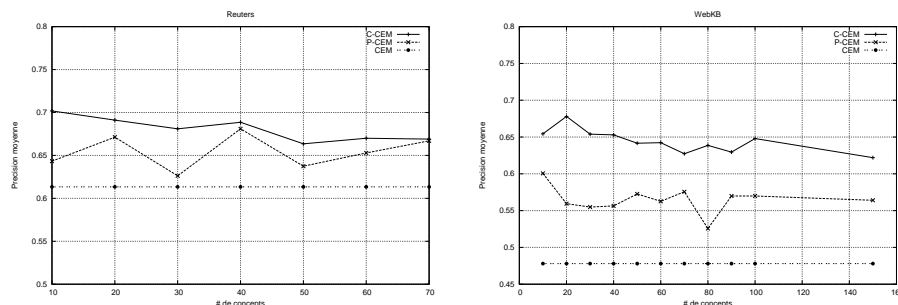 Reuters
0.8
0.75
0.7
0.65
0.6
0.55
0.5
10 20 30 40 50 60 70
Precision moyenne
# de concepts
C-CEM
P-CEM
CEM
WebKB
0.8
0.75
0.7
0.65
0.6
0.55
0.5
0.45
0 20 40 60 80 100 120 140 160
Precision moyenne
# de concepts
C-CEM
P-CEM
CEM